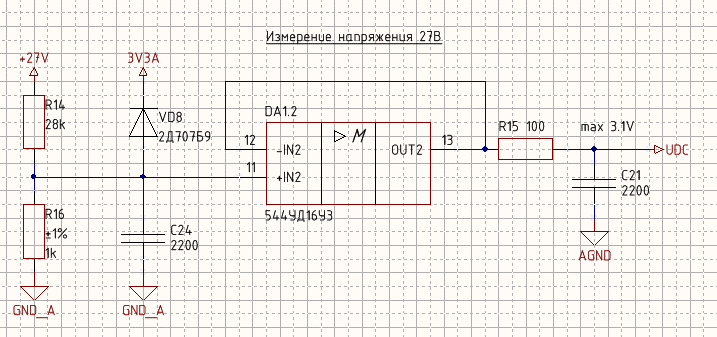 Измерение напряжения 27В
+27V
3V3A
R14
28k
VD8
2Д707Б9
DA1.2
12
-IN2
M
OUT2
13
11
+IN2
544УД16У3
R15 100
max 3.1V
UDC
C21
2200
AGND
R16
±1%
1k
C24
2200
GND_A
GND_A